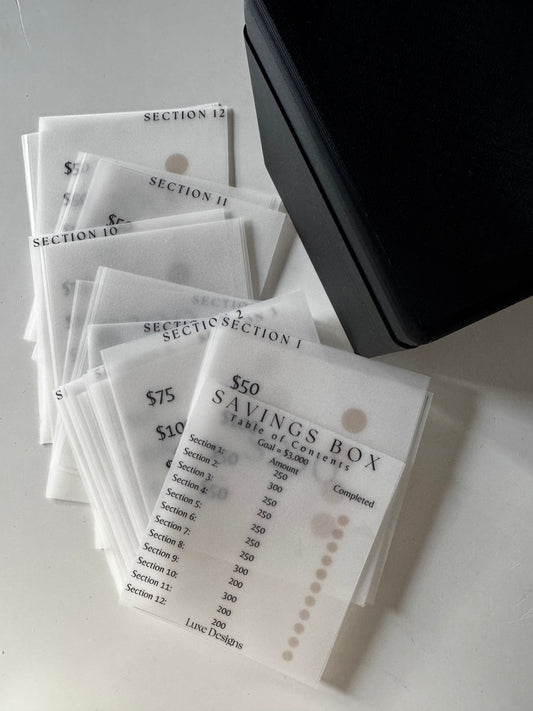 SECTION 12
$50
SECTION 11
SECTION 10
SECTION 1
SECTION 2
$75
SECTION 1
$50
SAVINGS BOX
Table of Contents
Goal = $3,000
Amount Completed
Section 1: 250
Section 2: 300
Section 3: 250
Section 4: 250
Section 5: 250
Section 6: 250
Section 7: 250
Section 8: 300
Section 9: 200
Section 10: 300
Section 11: 200
Section 12: 200
Luxe Designs